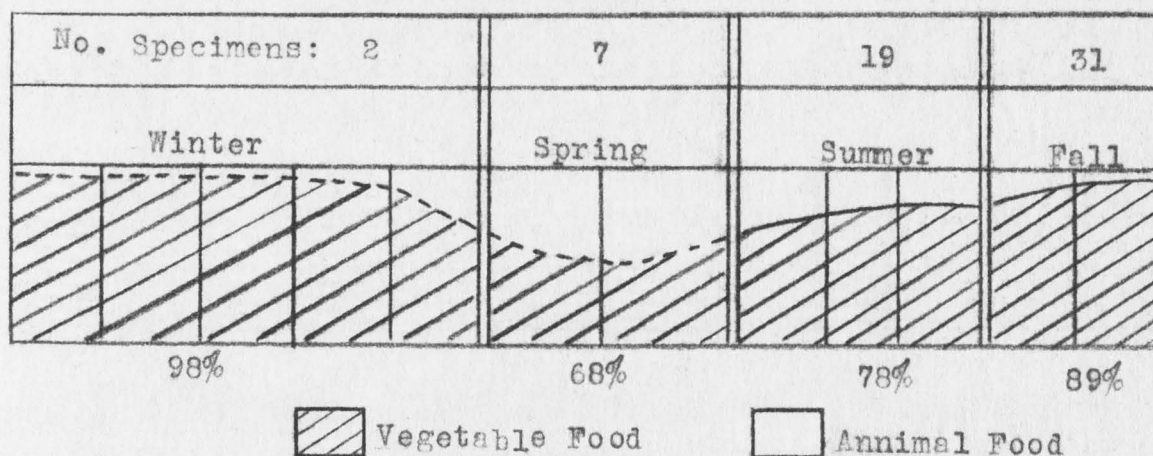 No. Specimens: 2 7 19 31
Winter Spring Summer Fall
98% 68% 78% 89%
Vegetable Food Annimal Food